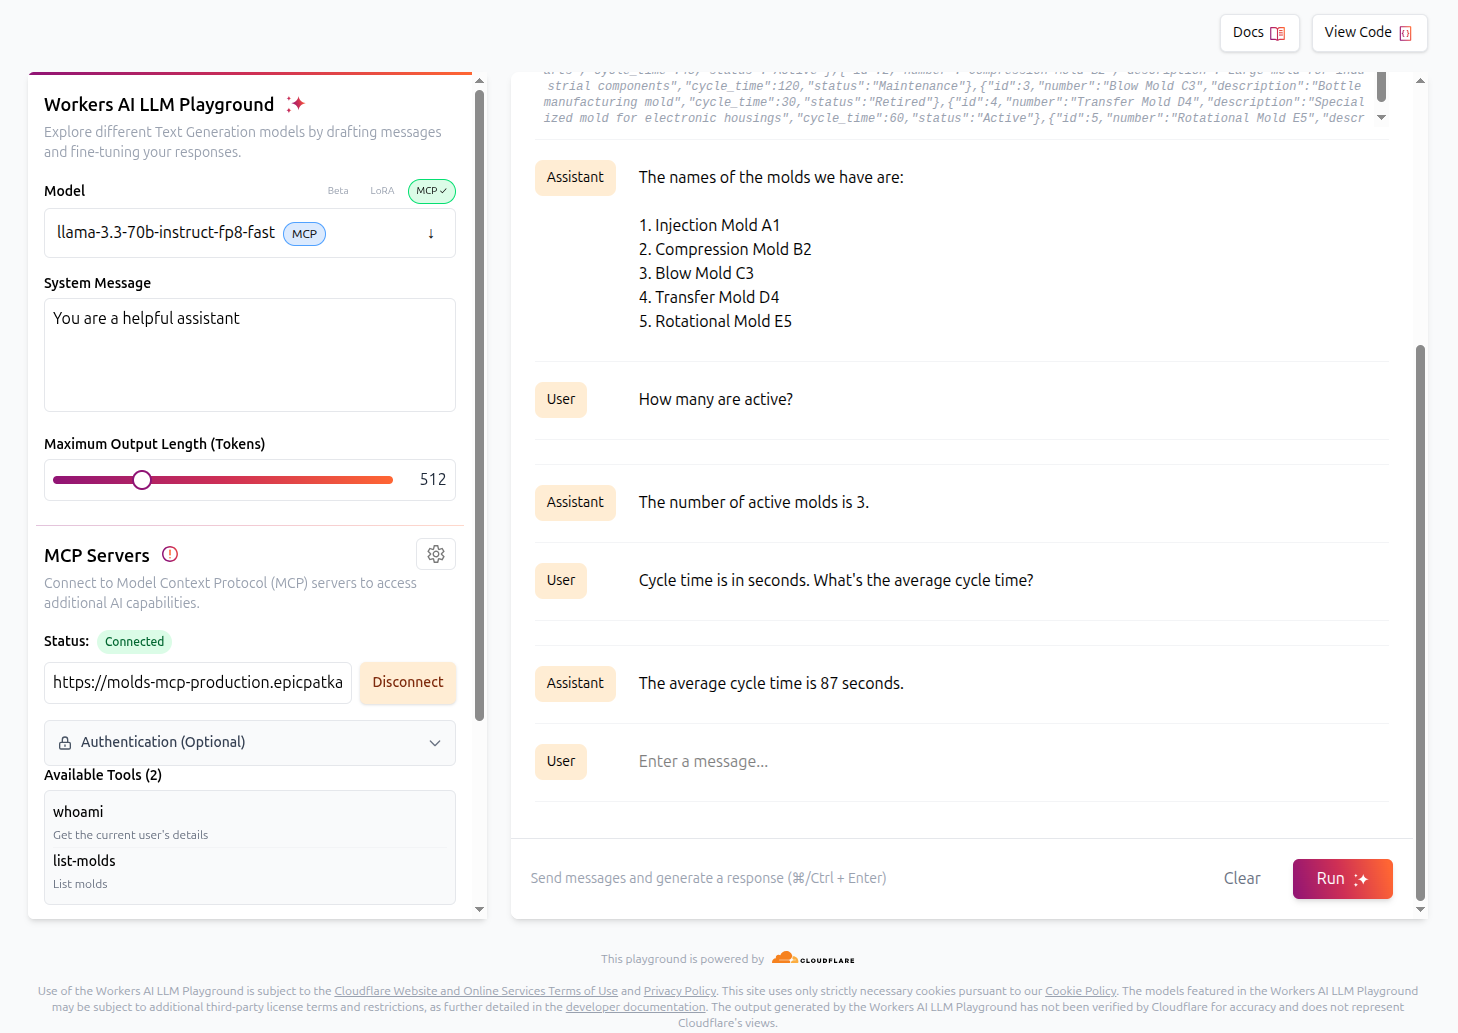 Docs
View Code
Workers AI LLM Playground
Explore different Text Generation models by drafting messages
and fine-tuning your responses.
Model
Beta
LoRA
MCP ✓
llama-3.3-70b-instruct-fp8-fast MCP ↓
System Message
You are a helpful assistant
Maximum Output Length (Tokens)
512
MCP Servers
Connect to Model Context Protocol (MCP) servers to access
additional AI capabilities.
Status: Connected
https://molds-mcp-production.epicpatka
Disconnect
Authentication (Optional)
Available Tools (2)
whoami
Get the current user's details
list-molds
List molds
strial components","cycle_time":120,"status":"Maintenance"},{"id":3,"number":"Blow Mold C3","description":"Bottle
manufacturing mold","cycle_time":30,"status":"Retired"},{"id":4,"number":"Transfer Mold D4","description":"Special
ized mold for electronic housings","cycle_time":60,"status":"Active"},{"id":5,"number":"Rotational Mold E5","descr
Assistant
The names of the molds we have are:
1. Injection Mold A1
2. Compression Mold B2
3. Blow Mold C3
4. Transfer Mold D4
5. Rotational Mold E5
User
How many are active?
Assistant
The number of active molds is 3.
User
Cycle time is in seconds. What's the average cycle time?
Assistant
The average cycle time is 87 seconds.
User
Enter a message...
Send messages and generate a response (⌘/Ctrl + Enter)
Clear
Run
This playground is powered by CLOUDFLARE
Use of the Workers AI LLM Playground is subject to the Cloudflare Website and Online Services Terms of Use and Privacy Policy. This site uses only strictly necessary cookies pursuant to our Cookie Policy. The models featured in the Workers AI LLM Playground
may be subject to additional third-party license terms and restrictions, as further detailed in the developer documentation. The output generated by the Workers AI LLM Playground has not been verified by Cloudflare for accuracy and does not represent
Cloudflare's views.